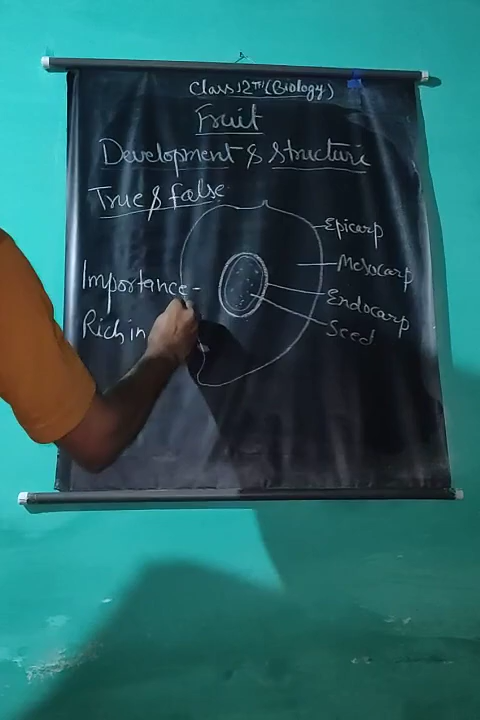 Class 12TH (Biology)
Fruit
Development & Structure
True & false
Epicarp
Mesocarp
Importance-
Endocarp
Rich in
Seed